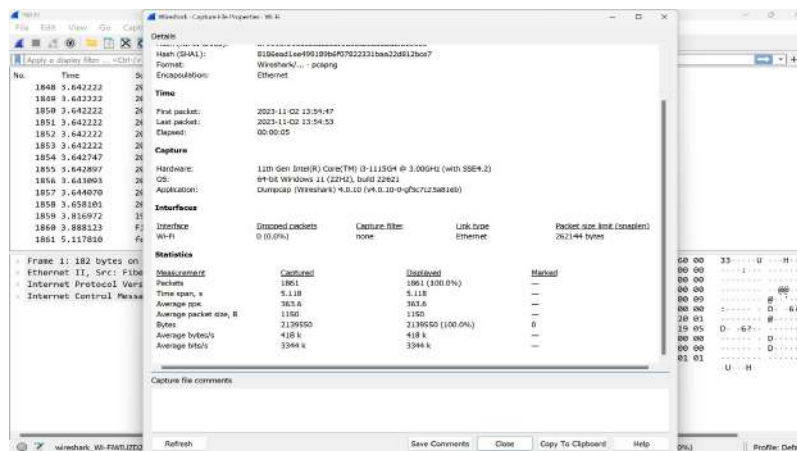 Wireshark · Capture File Properties · Wi-Fi
File Edit View Go
Details
Apply a display filter ... <Ctrl-/>
Hash (SHA1):
Format: Wireshark/... - pcapng
Encapsulation: Ethernet
Time
First packet: 2023-11-02 13:54:47
Last packet: 2023-11-02 13:54:53
Elapsed: 00:00:05
Capture
Hardware: 11th Gen Intel(R) Core(TM) i3-1115G4 @ 3.00GHz (with SSE4.2)
OS: 64-bit Windows 11 (22H2), build 22621
Application: Dumpcap (Wireshark) 4.0.10
Interfaces
Interface Dropped packets Capture filter Link type Packet size limit (snaplen)
Wi-Fi 0 (0.0%) none Ethernet 262144 bytes
Statistics
Measurement Captured Displayed Marked
Packets 1861 1861 (100.0%) —
Time span, s 5.118 5.118 —
Average pps 363.6 363.6 —
Average packet size, B 1150 1150 —
Bytes 2139550 2139550 (100.0%) 0
Average bytes/s 418 k 418 k —
Average bits/s 3344 k 3344 k —
Capture file comments
Refresh Save Comments Close Copy To Clipboard Help
No. Time
1848 3.642222
1849 3.642222
1850 3.642222
1851 3.642222
1852 3.642222
1853 3.642222
1854 3.642747
1855 3.642897
1856 3.643093
1857 3.644070
1858 3.658101
1859 3.816972
1860 3.888123
1861 5.117810
Frame 1: 182 bytes on
Ethernet II, Src: Fibe
Internet Protocol Vers
Internet Control Messa